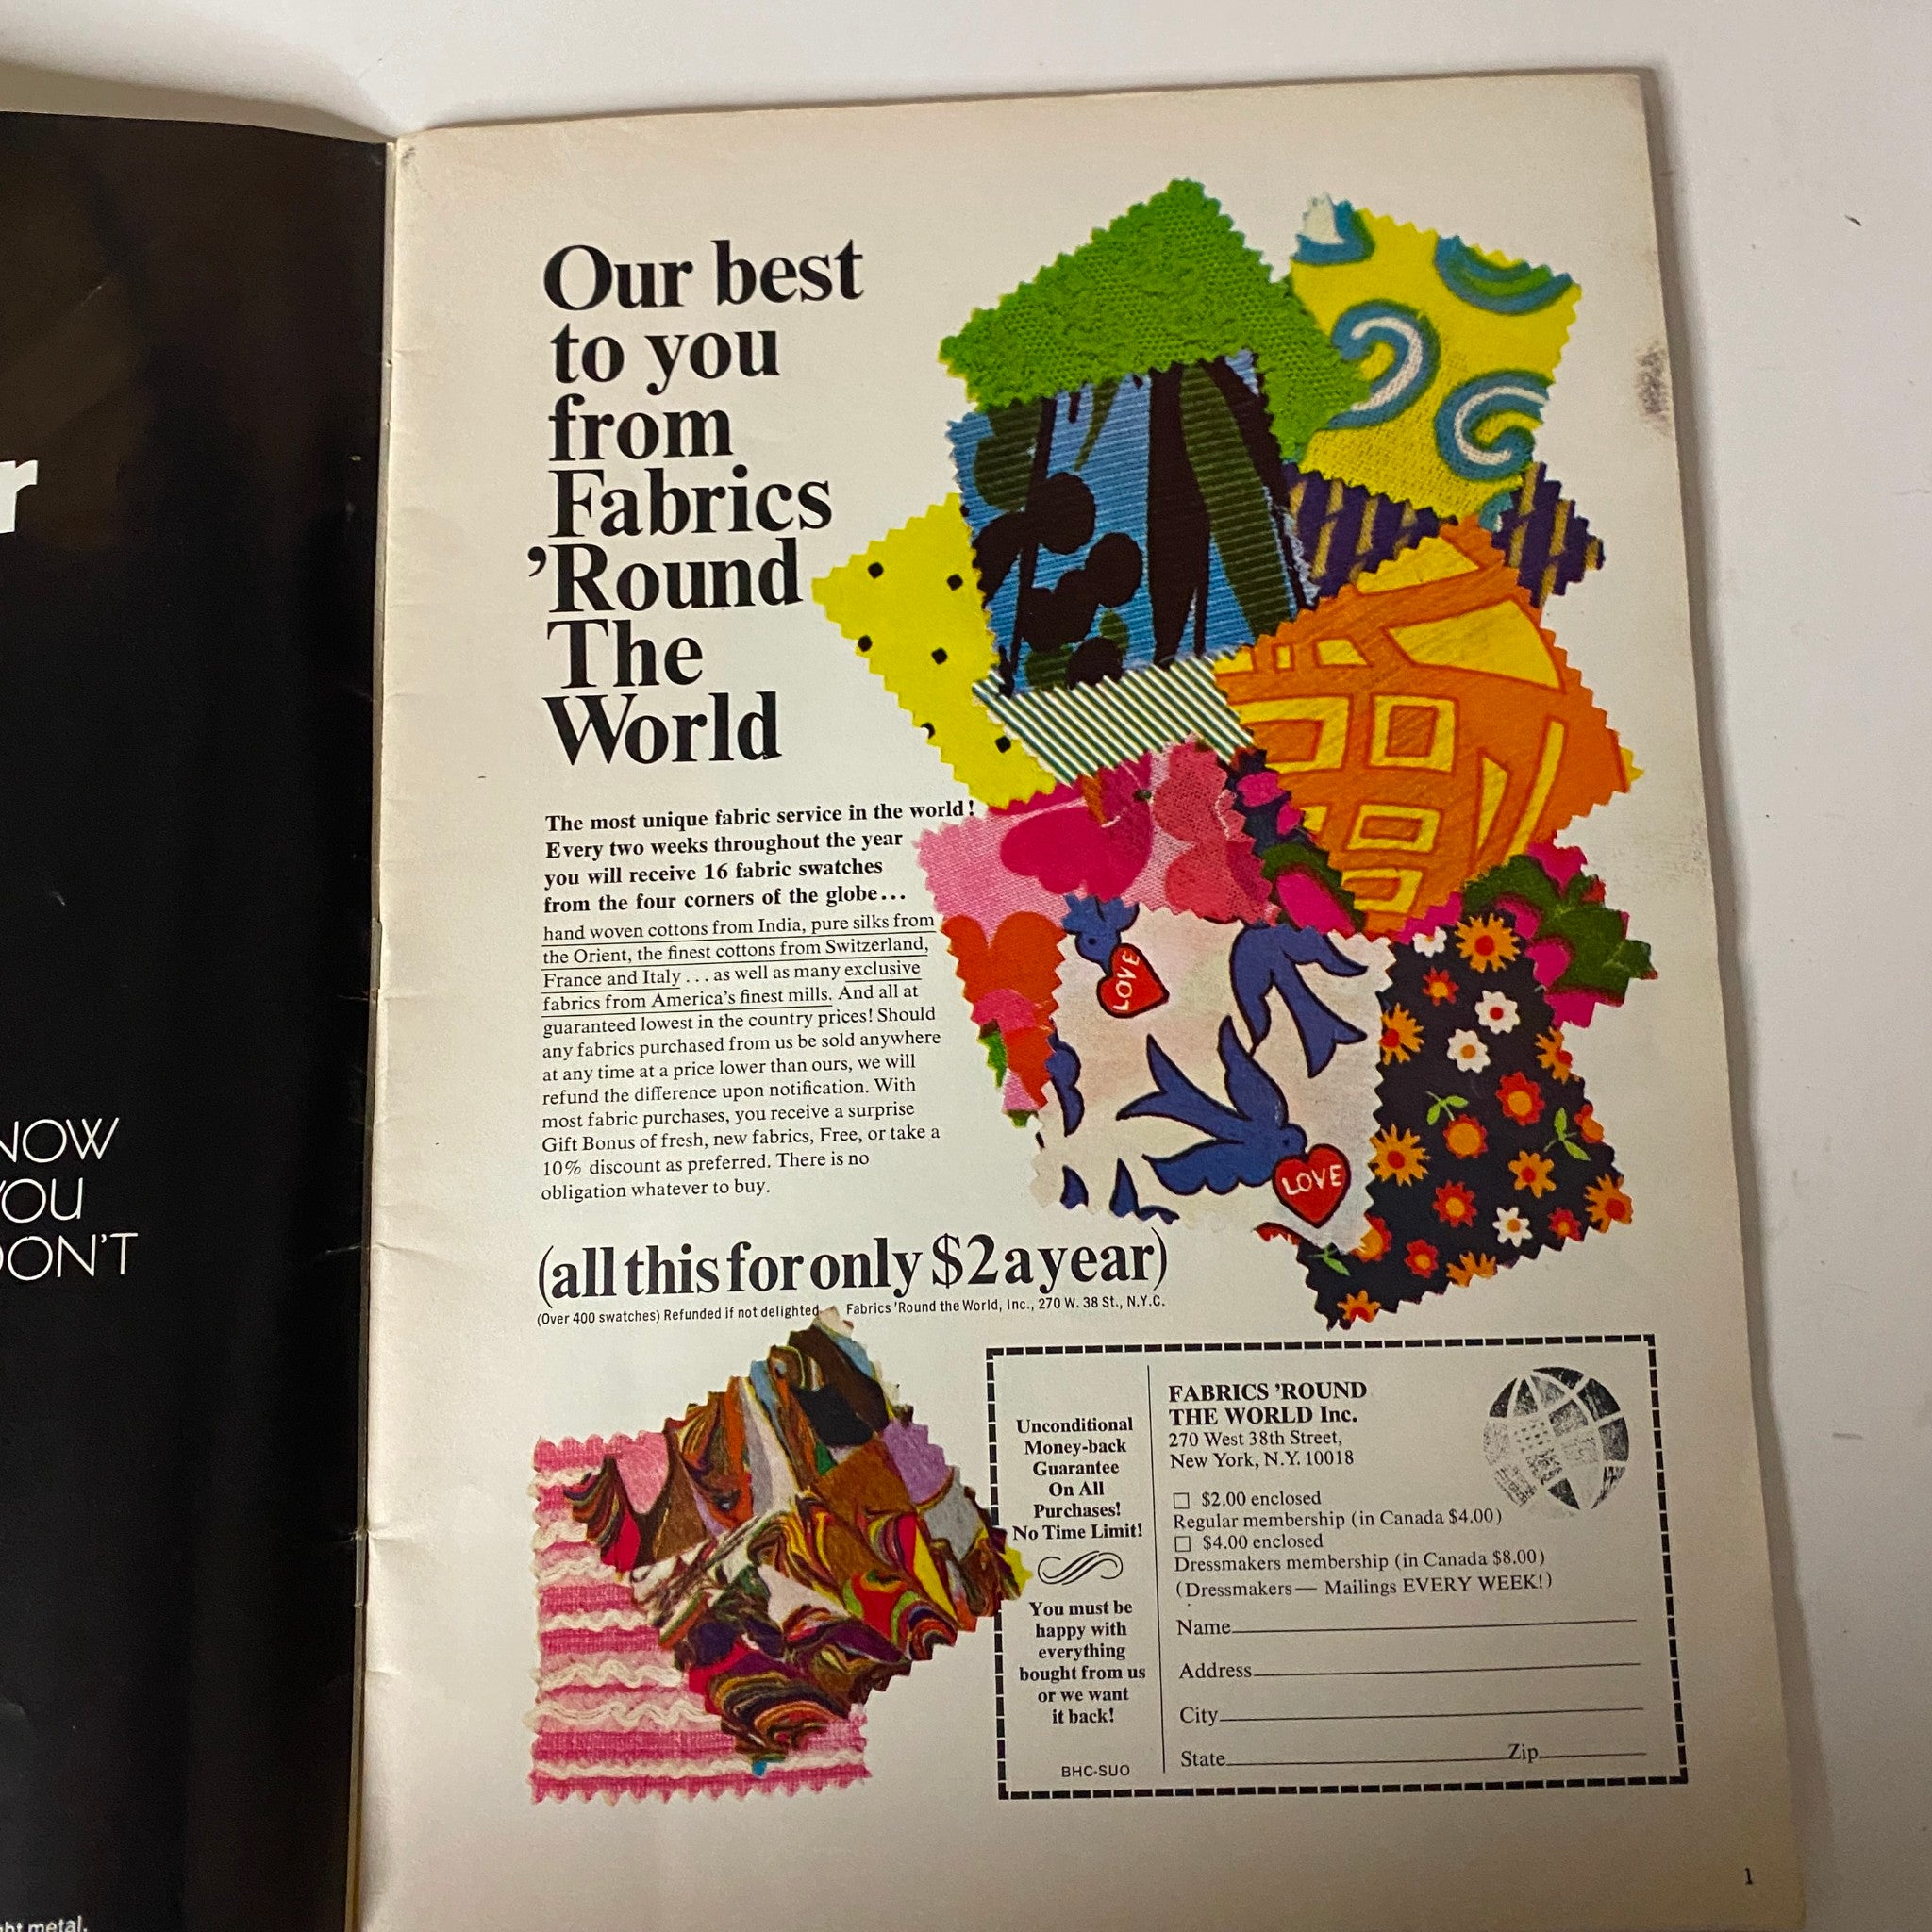 r
NOW
YOU
DON'T
ht metal.
Our best
to you
from
Fabrics
’Round
The
World
The most unique fabric service in the world!
Every two weeks throughout the year
you will receive 16 fabric swatches
from the four corners of the globe...
hand woven cottons from India, pure silks from
the Orient, the finest cottons from Switzerland,
France and Italy . . . as well as many exclusive
fabrics from America's finest mills. And all at
guaranteed lowest in the country prices! Should
any fabrics purchased from us be sold anywhere
at any time at a price lower than ours, we will
refund the difference upon notification. With
most fabric purchases, you receive a surprise
Gift Bonus of fresh, new fabrics, Free, or take a
10% discount as preferred. There is no
obligation whatever to buy.
LOVE
LOVE
(all this for only $2 a year)
(Over 400 swatches) Refunded if not delighted. Fabrics 'Round the World, Inc., 270 W. 38 St., N.Y.C.
Unconditional
Money-back
Guarantee
On All
Purchases!
No Time Limit!
You must be
happy with
everything
bought from us
or we want
it back!
BHC-SUO
FABRICS ’ROUND
THE WORLD Inc.
270 West 38th Street,
New York, N.Y. 10018
$2.00 enclosed
Regular membership (in Canada $4.00)
$4.00 enclosed
Dressmakers membership (in Canada $8.00)
(Dressmakers— Mailings EVERY WEEK!)
Name
Address
City
State Zip
1